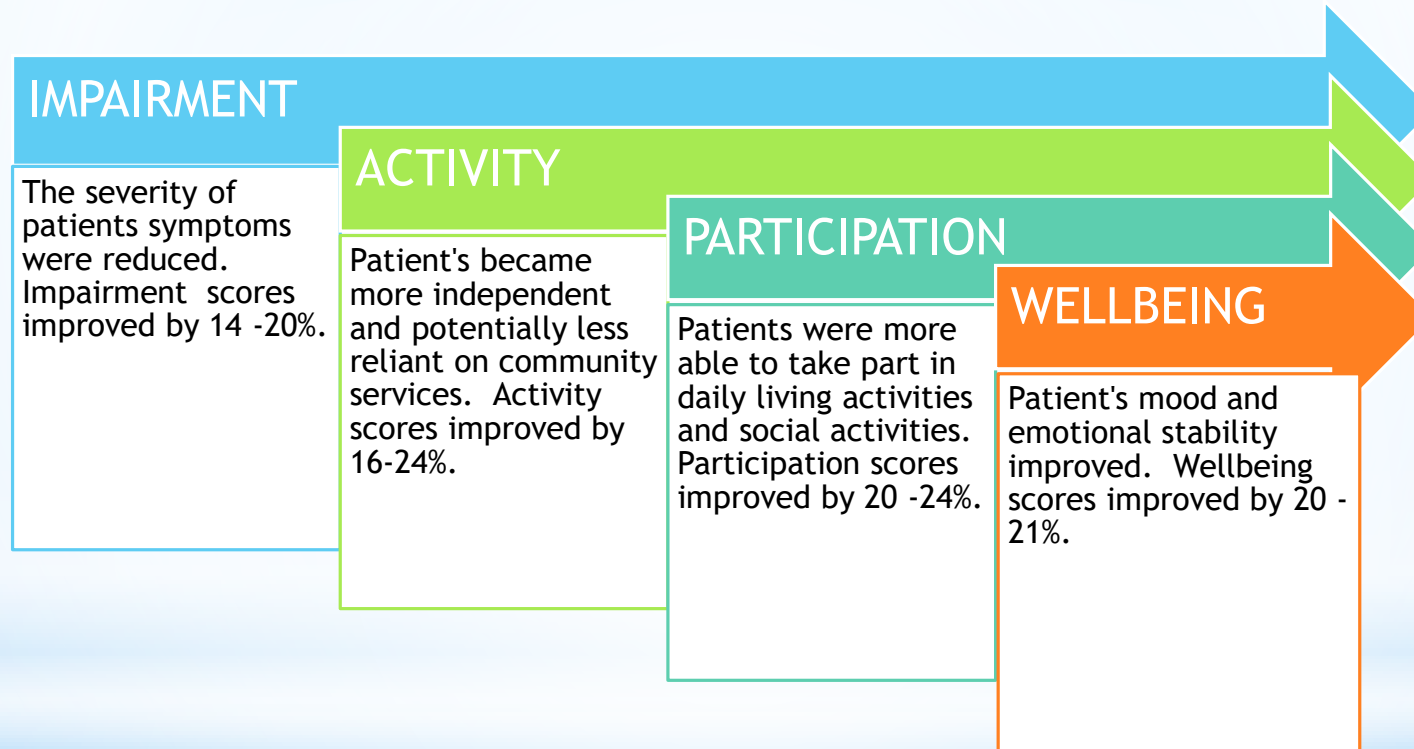 IMPAIRMENT
The severity of
patients symptoms
were reduced.
Impairment  scores
improved by 14 -20%.
ACTIVITY
Patient's became
more independent
and potentially less
reliant on community
services.  Activity
scores improved by
16-24%.
PARTICIPATION
Patients were more
able to take part in
daily living activities
and social activities.
Participation scores
improved by 20 -24%.
WELLBEING
Patient's mood and
emotional stability
improved.  Wellbeing
scores improved by 20 -
21%.